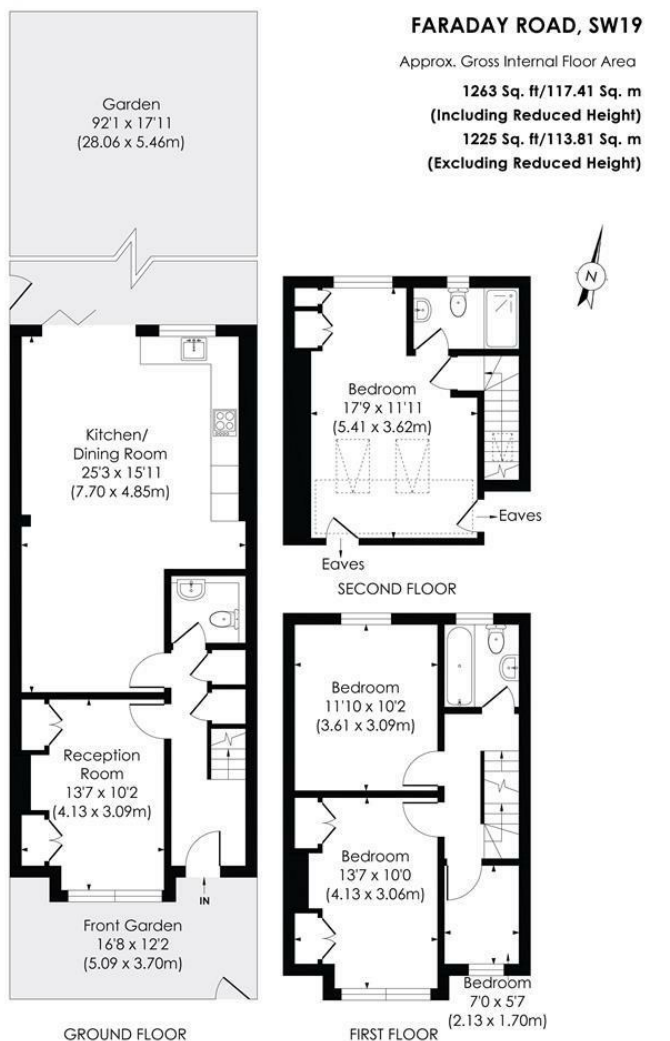 FARADAY ROAD, SW19
Approx. Gross Internal Floor Area
1263 Sq. ft/117.41 Sq. m
(Including Reduced Height)
1225 Sq. ft/113.81 Sq. m
(Excluding Reduced Height)
N
Garden
92'1 x 17'11
(28.06 x 5.46m)
Kitchen/
Dining Room
25'3 x 15'11
(7.70 x 4.85m)
Reception
Room
13'7 x 10'2
(4.13 x 3.09m)
IN
Front Garden
16'8 x 12'2
(5.09 x 3.70m)
GROUND FLOOR
Bedroom
17'9 x 11'11
(5.41 x 3.62m)
Eaves
Eaves
SECOND FLOOR
Bedroom
11'10 x 10'2
(3.61 x 3.09m)
Bedroom
13'7 x 10'0
(4.13 x 3.06m)
Bedroom
7'0 x 5'7
(2.13 x 1.70m)
FIRST FLOOR